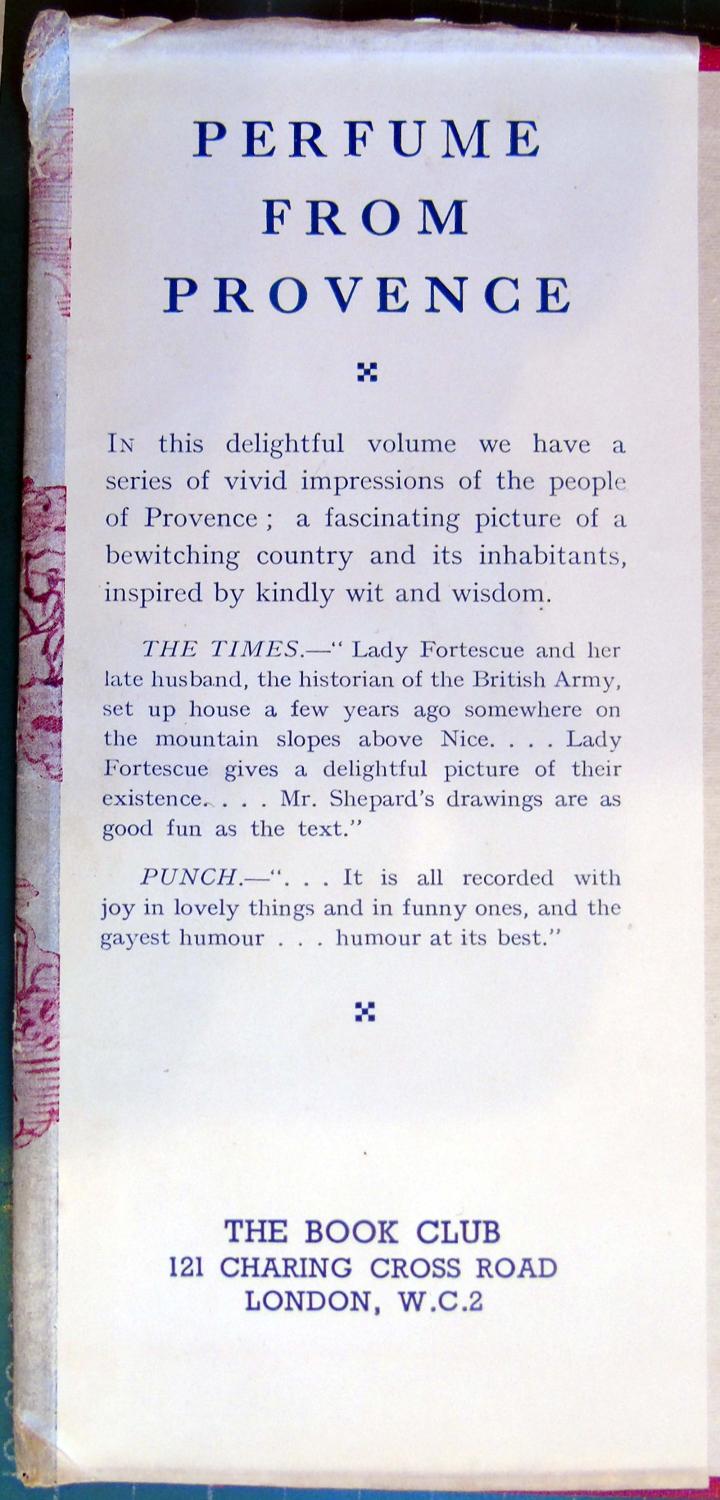 PERFUME
FROM
PROVENCE
IN this delightful volume we have a
series of vivid impressions of the people
of Provence ; a fascinating picture of a
bewitching country and its inhabitants,
inspired by kindly wit and wisdom.
THE TIMES.—“ Lady Fortescue and her
late husband, the historian of the British Army,
set up house a few years ago somewhere on
the mountain slopes above Nice. . . . Lady
Fortescue gives a delightful picture of their
existence. . . . Mr. Shepard’s drawings are as
good fun as the text.”
PUNCH.—“. . . It is all recorded with
joy in lovely things and in funny ones, and the
gayest humour . . . humour at its best.”
THE BOOK CLUB
121 CHARING CROSS ROAD
LONDON, W.C.2